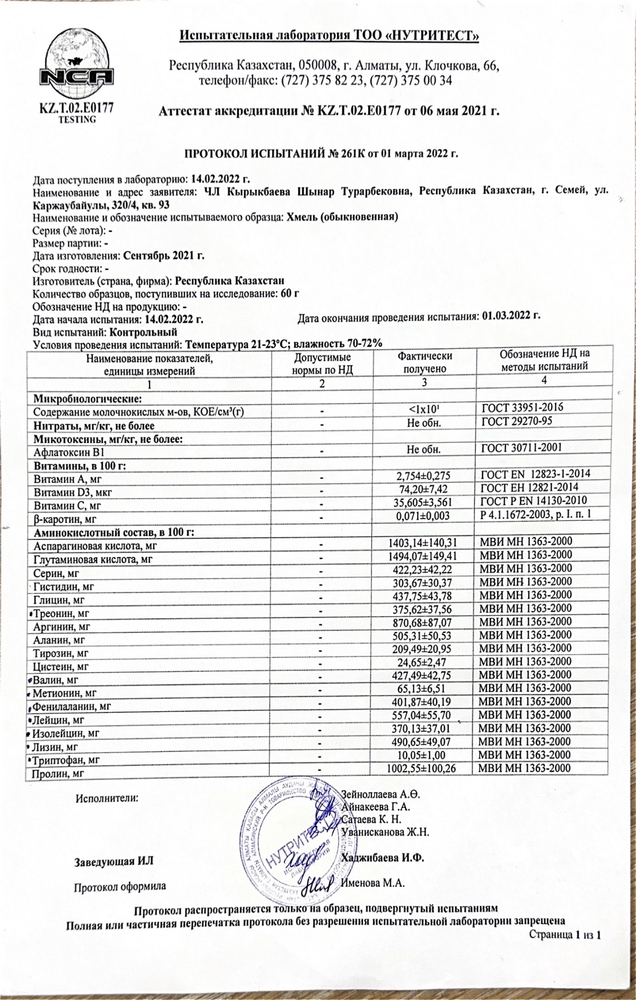 Испытательная лаборатория ТОО «НУТРИТЕСТ»
Республика Казахстан, 050008, г. Алматы, ул. Клочкова, 66,
телефон/факс: (727) 375 82 23, (727) 375 00 34
NCA
KZ.T.02.E0177
TESTING
Аттестат аккредитации № KZ.T.02.E0177 от 06 мая 2021 г.
ПРОТОКОЛ ИСПЫТАНИЙ № 261К от 01 марта 2022 г.
Дата поступления в лабораторию: 14.02.2022 г.
Наименование и адрес заявителя: ЧЛ Кырыкбаева Шынар Турарбековна, Республика Казахстан, г. Семей, ул.
Каржаубайулы, 320/4, кв. 93
Наименование и обозначение испытываемого образца: Хмель (обыкновенная)
Серия (№ лота): -
Размер партии: -
Дата изготовления: Сентябрь 2021 г.
Срок годности: -
Изготовитель (страна, фирма): Республика Казахстан
Количество образцов, поступивших на исследование: 60 г
Обозначение НД на продукцию: -
Дата начала испытания: 14.02.2022 г. Дата окончания проведения испытания: 01.03.2022 г.
Вид испытаний: Контрольный
Условия проведения испытаний: Температура 21-23ºС; влажность 70-72%
Наименование показателей, Допустимые Фактически Обозначение НД на
единицы измерений нормы по НД получено методы испытаний
1 2 3 4
Микробиологические:
Содержание молочнокислых м-ов, КОЕ/см³(г) - <1х10¹ ГОСТ 33951-2016
Нитраты, мг/кг, не более - Не обн. ГОСТ 29270-95
Микотоксины, мг/кг, не более:
Афлатоксин В1 - Не обн. ГОСТ 30711-2001
Витамины, в 100 г:
Витамин А, мг - 2,754±0,275 ГОСТ EN 12823-1-2014
Витамин D3, мкг - 74,20±7,42 ГОСТ ЕН 12821-2014
Витамин С, мг - 35,605±3,561 ГОСТ Р EN 14130-2010
β-каротин, мг - 0,071±0,003 Р 4.1.1672-2003, р. I. п. 1
Аминокислотный состав, в 100 г:
Аспарагиновая кислота, мг - 1403,14±140,31 МВИ МН 1363-2000
Глутаминовая кислота, мг - 1494,07±149,41 МВИ МН 1363-2000
Серин, мг - 422,23±42,22 МВИ МН 1363-2000
Гистидин, мг - 303,67±30,37 МВИ МН 1363-2000
Глицин, мг - 437,75±43,78 МВИ МН 1363-2000
Треонин, мг - 375,62±37,56 МВИ МН 1363-2000
Аргинин, мг - 870,68±87,07 МВИ МН 1363-2000
Аланин, мг - 505,31±50,53 МВИ МН 1363-2000
Тирозин, мг - 209,49±20,95 МВИ МН 1363-2000
Цистеин, мг - 24,65±2,47 МВИ МН 1363-2000
Валин, мг - 427,49±42,75 МВИ МН 1363-2000
Метионин, мг - 65,13±6,51 МВИ МН 1363-2000
Фенилаланин, мг - 401,87±40,19 МВИ МН 1363-2000
Лейцин, мг - 557,04±55,70 МВИ МН 1363-2000
Изолейцин, мг - 370,13±37,01 МВИ МН 1363-2000
Лизин, мг - 490,65±49,07 МВИ МН 1363-2000
Триптофан, мг - 10,05±1,00 МВИ МН 1363-2000
Пролин, мг - 1002,55±100,26 МВИ МН 1363-2000
Исполнители: Зейноллаева А.Ө.
Айнакеева Г.А.
Сатаева К. Н.
Уванисканова Ж.Н.
НУТРИТЕСТ
ИСПЫТАТЕЛЬНАЯ
ЛАБОРАТОРИЯ
Заведующая ИЛ Хаджибаева И.Ф.
Протокол оформила Именова М.А.
Протокол распространяется только на образец, подвергнутый испытаниям
Полная или частичная перепечатка протокола без разрешения испытательной лаборатории запрещена
Страница 1 из 1